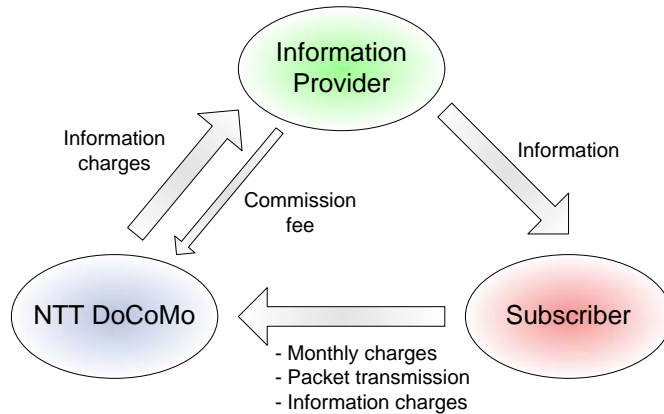 Information
Provider
Information
charges
Information
Commission
fee
NTT DoCoMo
Subscriber
- Monthly charges
- Packet transmission
- Information charges